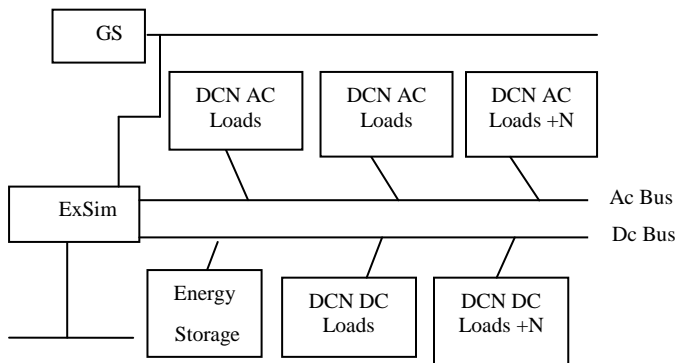 GS
DCN AC
Loads
DCN AC
Loads
DCN AC
Loads +N
ExSim
Ac Bus
Dc Bus
Energy
Storage
DCN DC
Loads
DCN DC
Loads +N